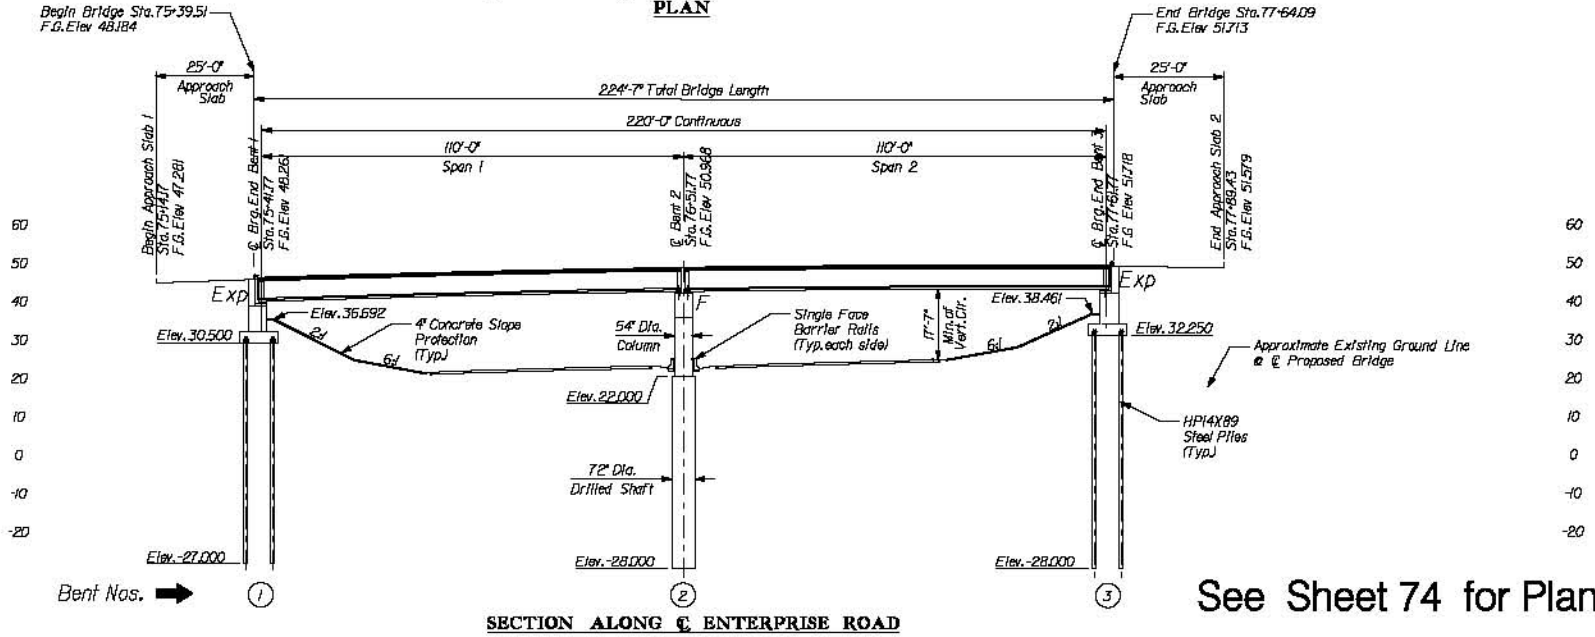 PLAN
Begin Bridge Sta. 75+39.51
F.G. Elev 48.184
End Bridge Sta. 77+64.09
F.G. Elev 51.713
25'-0"
Approach
Slab
224'-7" Total Bridge Length
25'-0"
Approach
Slab
220'-0" Continuous
110'-0"
Span 1
110'-0"
Span 2
Begin Approach Slab 1
Sta. 75+14.17
F.G. Elev 47.261
℄ Brg. End Bent 1
Sta. 75+41.77
F.G. Elev 48.261
℄ Bent 2
Sta. 76+51.77
F.G. Elev 50.968
℄ Brg. End Bent 3
Sta. 77+61.77
F.G. Elev 51.718
End Approach Slab 2
Sta. 77+89.43
F.G. Elev 51.579
60
50
40
30
20
10
0
-10
-20
60
50
40
30
20
10
0
-10
-20
Exp
F
Exp
Elev. 36.692
Elev. 38.461
Elev. 30.500
2:1
4" Concrete Slope
Protection
(Typ.)
6:1
54" Dia.
Column
Single Face
Barrier Rails
(Typ. each side)
17'-7"
Min. of
Vert. Clr.
6:1
2:1
Elev. 32.250
Approximate Existing Ground Line
@ ℄ Proposed Bridge
Elev. 22.000
HP14X89
Steel Piles
(Typ.)
72" Dia.
Drilled Shaft
Elev. -27.000
Elev. -28.000
Elev. -28.000
Bent Nos.
1
2
3
See Sheet 74 for Plan
SECTION ALONG ℄ ENTERPRISE ROAD